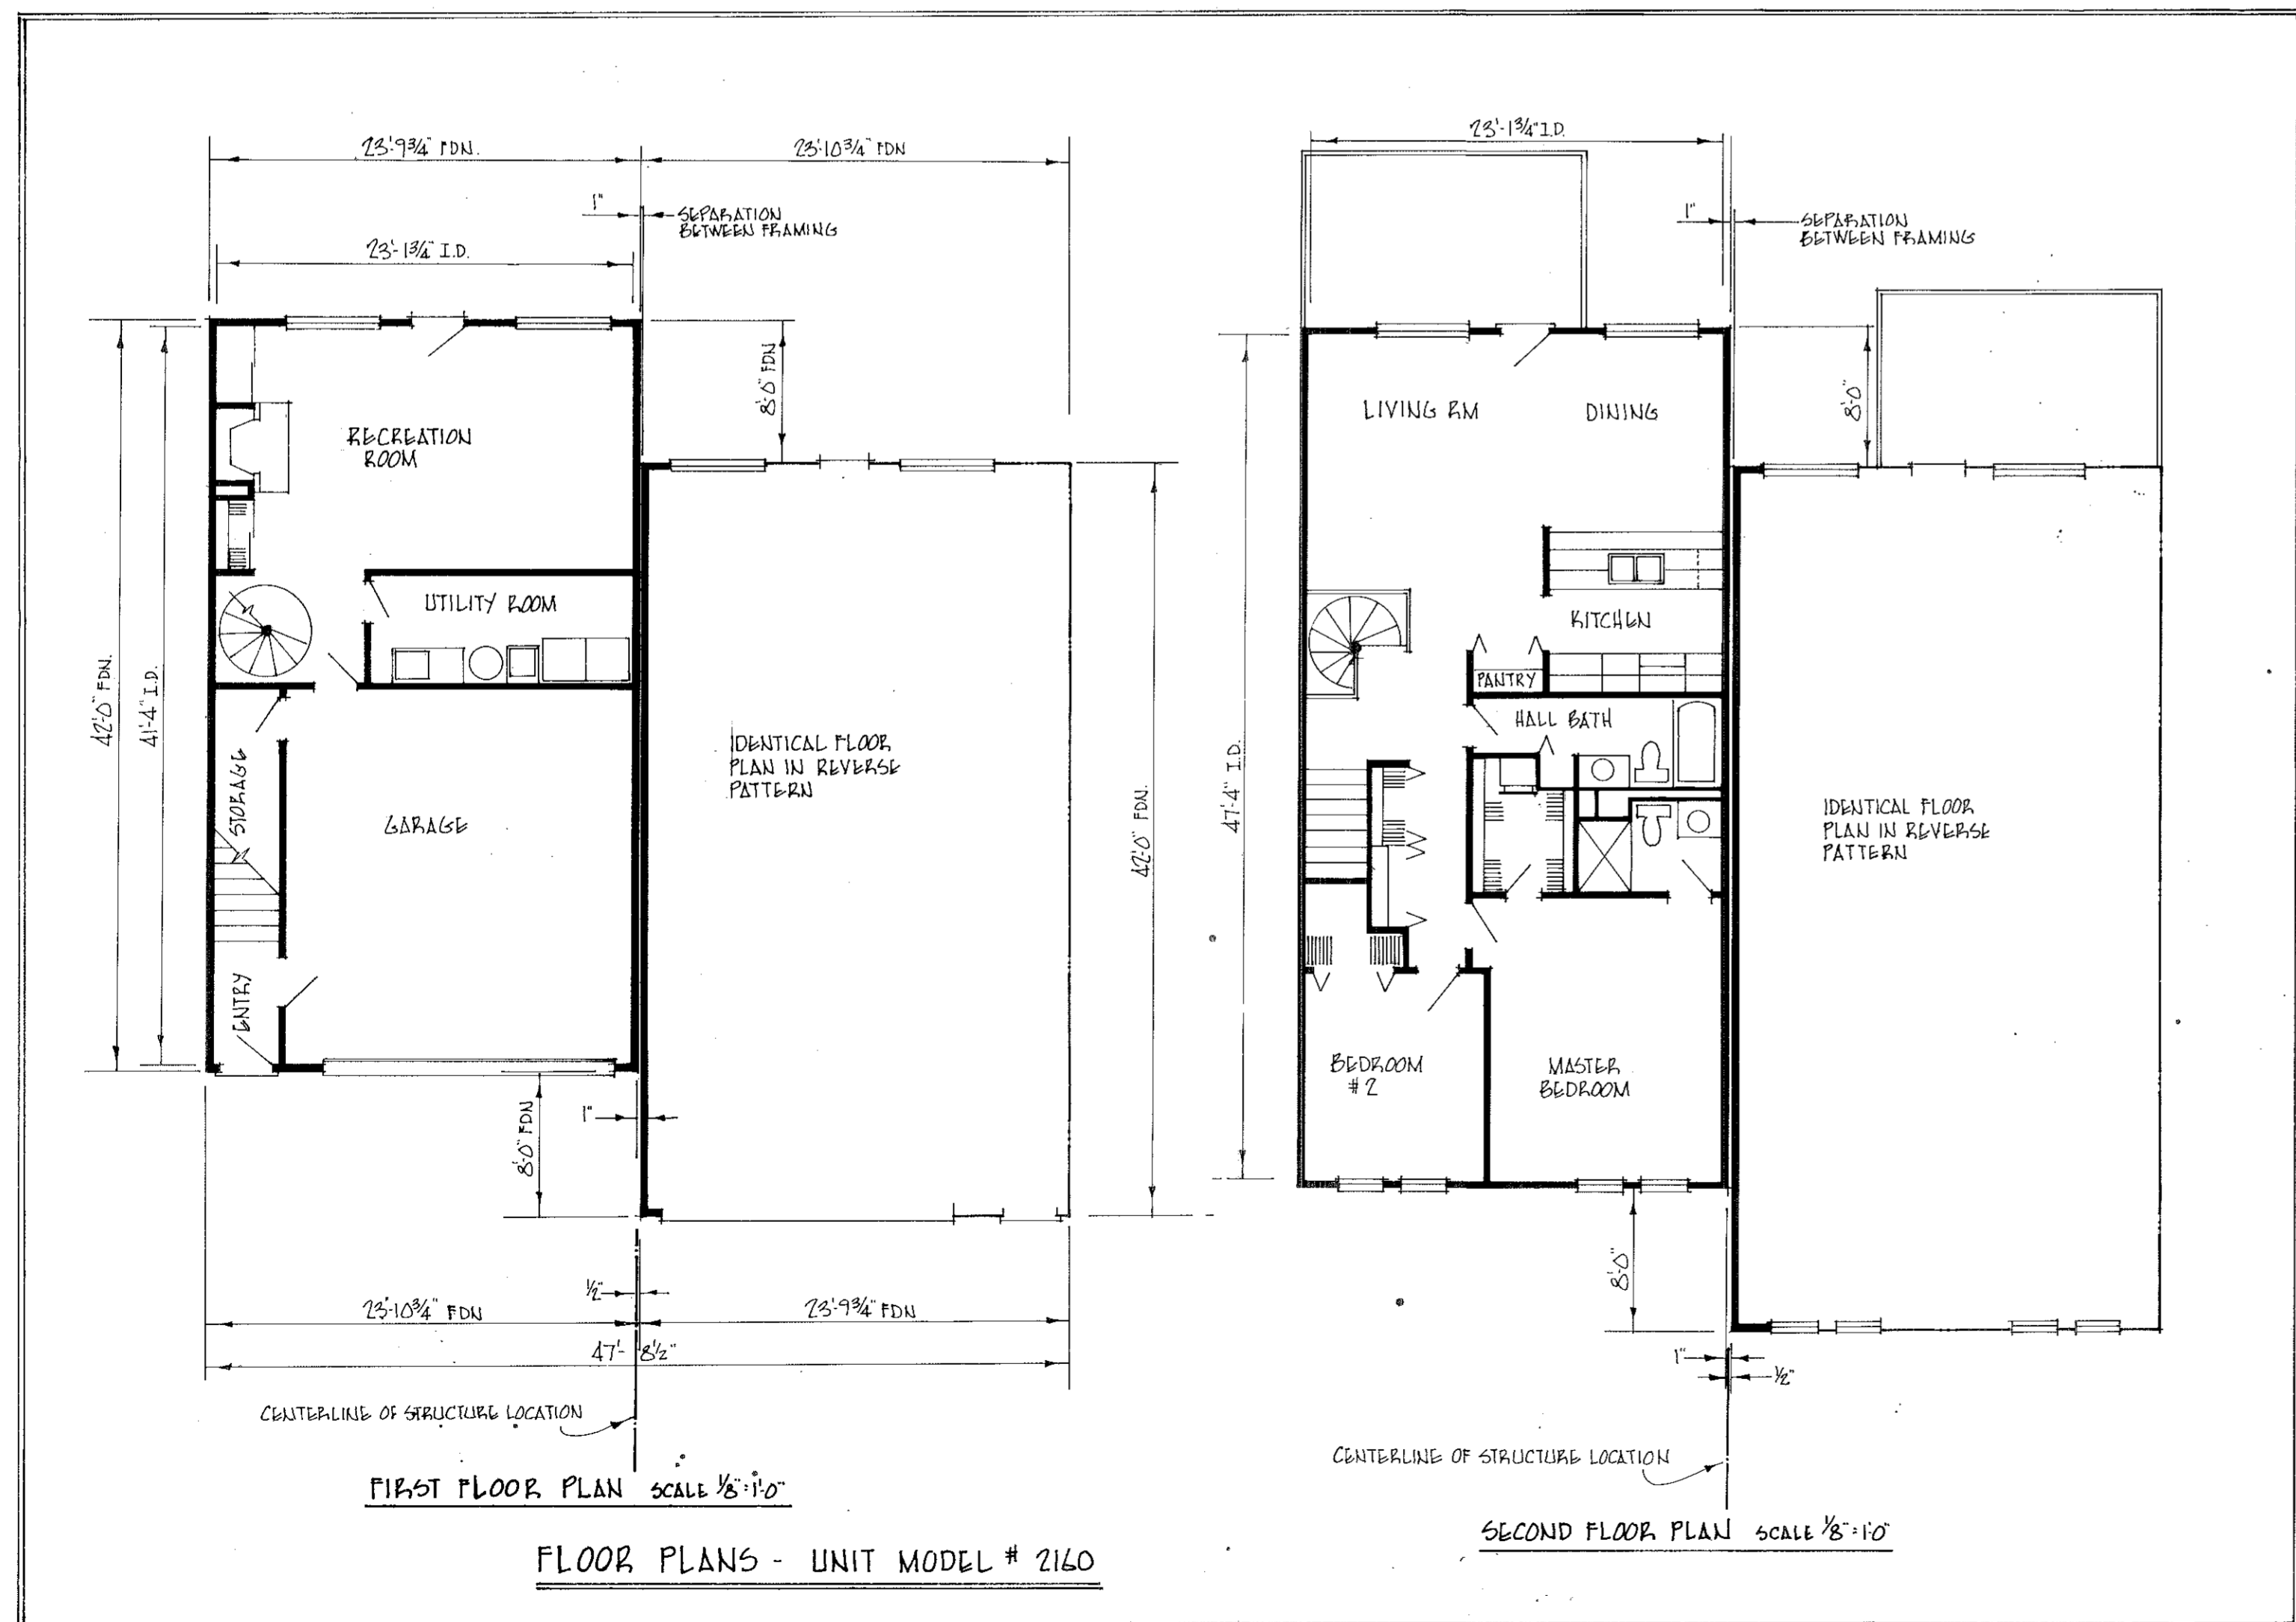 23'-9¾" FDN.
23'-10¾" FDN
1"
SEPARATION
BETWEEN FRAMING
23'-1¾" I.D.
8'-0" FDN
RECREATION
ROOM
UTILITY ROOM
42'-0" FDN.
41'-4" I.D.
STORAGE
GARAGE
ENTRY
IDENTICAL FLOOR
PLAN IN REVERSE
PATTERN
42'-0" FDN.
1"
8'-0" FDN
½"
23'-10¾" FDN
23'-9¾" FDN
47'-8½"
CENTERLINE OF STRUCTURE LOCATION
FIRST FLOOR PLAN SCALE ⅛"=1'-0"
23'-1¾" I.D.
1"
SEPARATION
BETWEEN FRAMING
8'-0"
LIVING RM
DINING
KITCHEN
PANTRY
HALL BATH
47'-4" I.D.
IDENTICAL FLOOR
PLAN IN REVERSE
PATTERN
BEDROOM
#2
MASTER
BEDROOM
8'-0"
1"
½"
CENTERLINE OF STRUCTURE LOCATION
SECOND FLOOR PLAN SCALE ⅛"=1'0"
FLOOR PLANS - UNIT MODEL # 2160